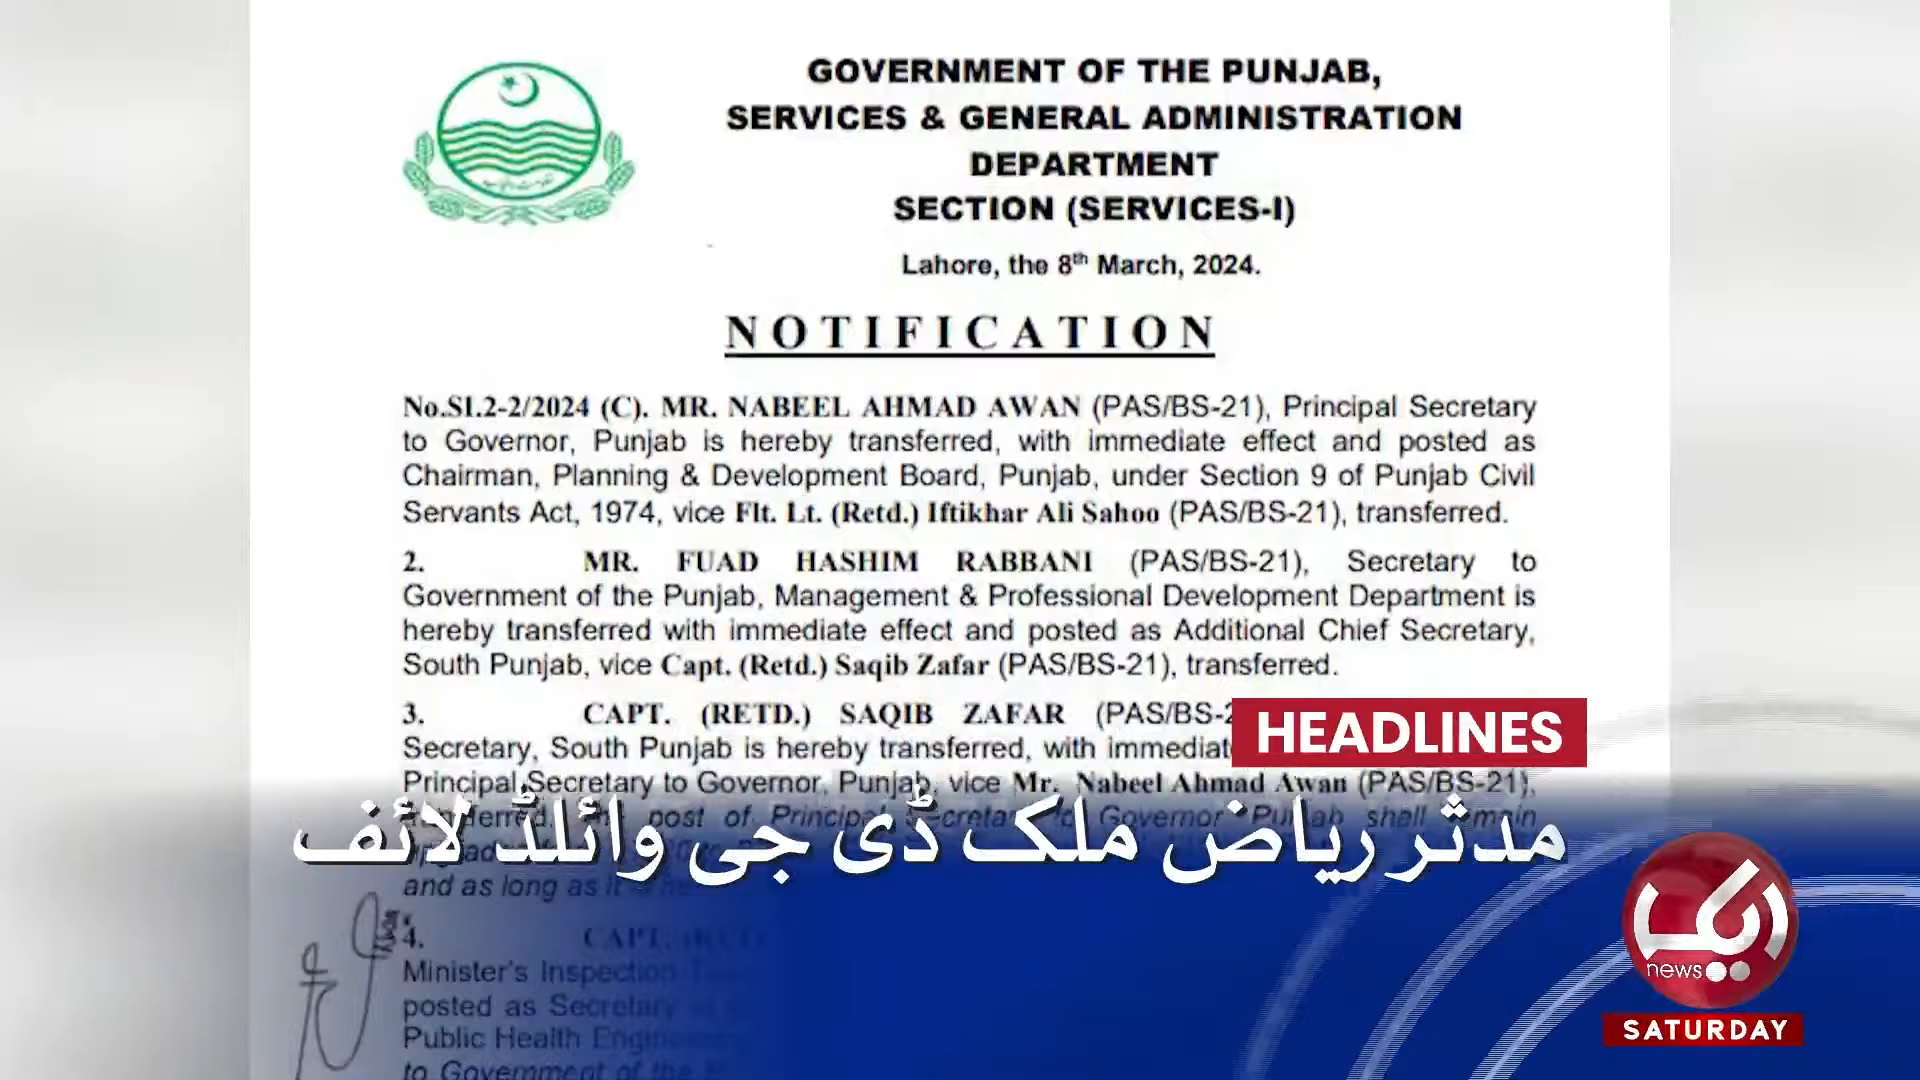 GOVERNMENT OF THE PUNJAB,
SERVICES & GENERAL ADMINISTRATION
DEPARTMENT
SECTION (SERVICES-I)
Lahore, the 8th March, 2024.
NOTIFICATION
No.SI.2-2/2024 (C). MR. NABEEL AHMAD AWAN (PAS/BS-21), Principal Secretary
to Governor, Punjab is hereby transferred, with immediate effect and posted as
Chairman, Planning & Development Board, Punjab, under Section 9 of Punjab Civil
Servants Act, 1974, vice Flt. Lt. (Retd.) Iftikhar Ali Sahoo (PAS/BS-21), transferred.
2. MR. FUAD HASHIM RABBANI (PAS/BS-21), Secretary to
Government of the Punjab, Management & Professional Development Department is
hereby transferred with immediate effect and posted as Additional Chief Secretary,
South Punjab, vice Capt. (Retd.) Saqib Zafar (PAS/BS-21), transferred.
3. CAPT. (RETD.) SAQIB ZAFAR
HEADLINES
Secretary, South Punjab is hereby transferred, with
Principal Secretary to Governor, Punjab, vice Mr. Nabeel Ahmad Awan (PAS/BS-21),
post of Governor Punjab shall
مدثر ریاض ملک ڈی جی وائلڈ لائف
and as long as
4. CAPT.
Minister's Inspection
posted as Secretary
Public Health
to Government of the
ایک
news
SATURDAY